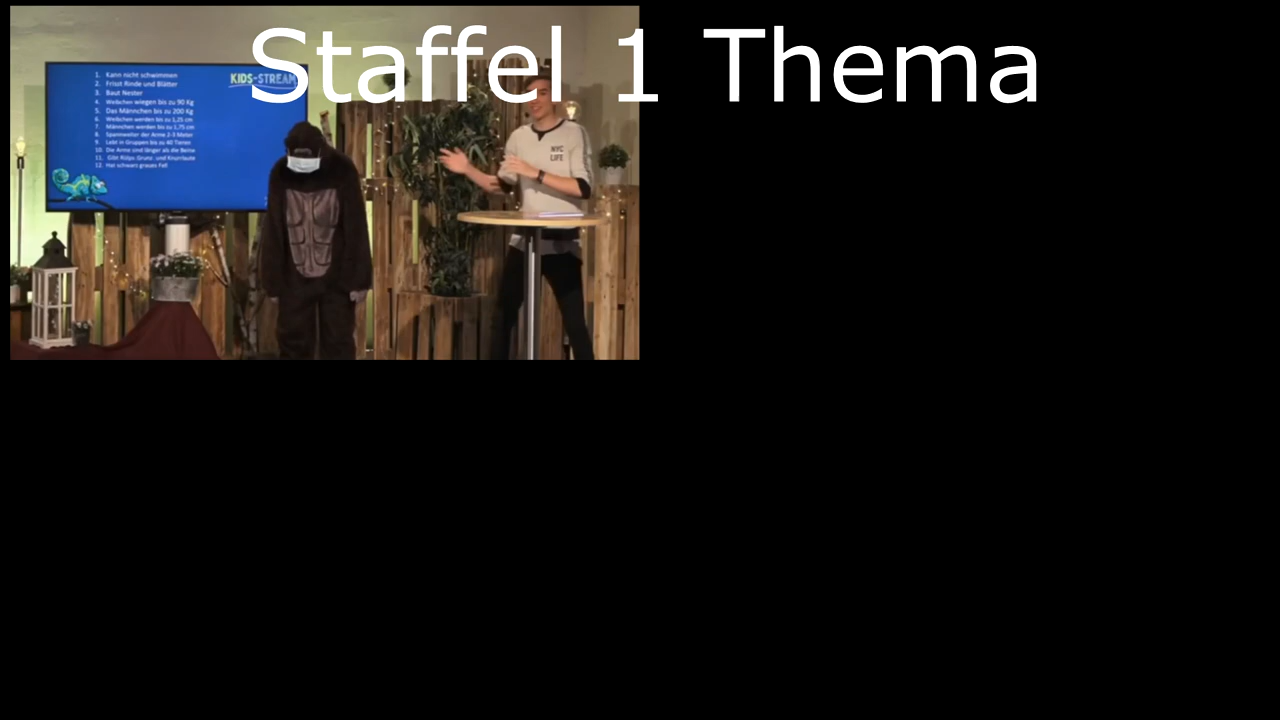 Staffel 1 Thema
KIDS-STREAM
1. Kann nicht schwimmen
2. Frisst Rinde und Blätter
3. Baut Nester
4. Weibchen wiegen bis zu 90 Kg
5. Das Männchen bis zu 200 Kg
6. Weibchen werden bis zu 1,25 cm
7. Männchen werden bis zu 1,75 cm
8. Spannweiter der Arme 2-3 Meter
9. Lebt in Gruppen bis zu 40 Tieren
10. Die Arme sind länger als die Beine
11. Gibt Rülps-,Grunz- und Knurrlaute
12. Hat schwarz graues Fell
NYC
LIFE